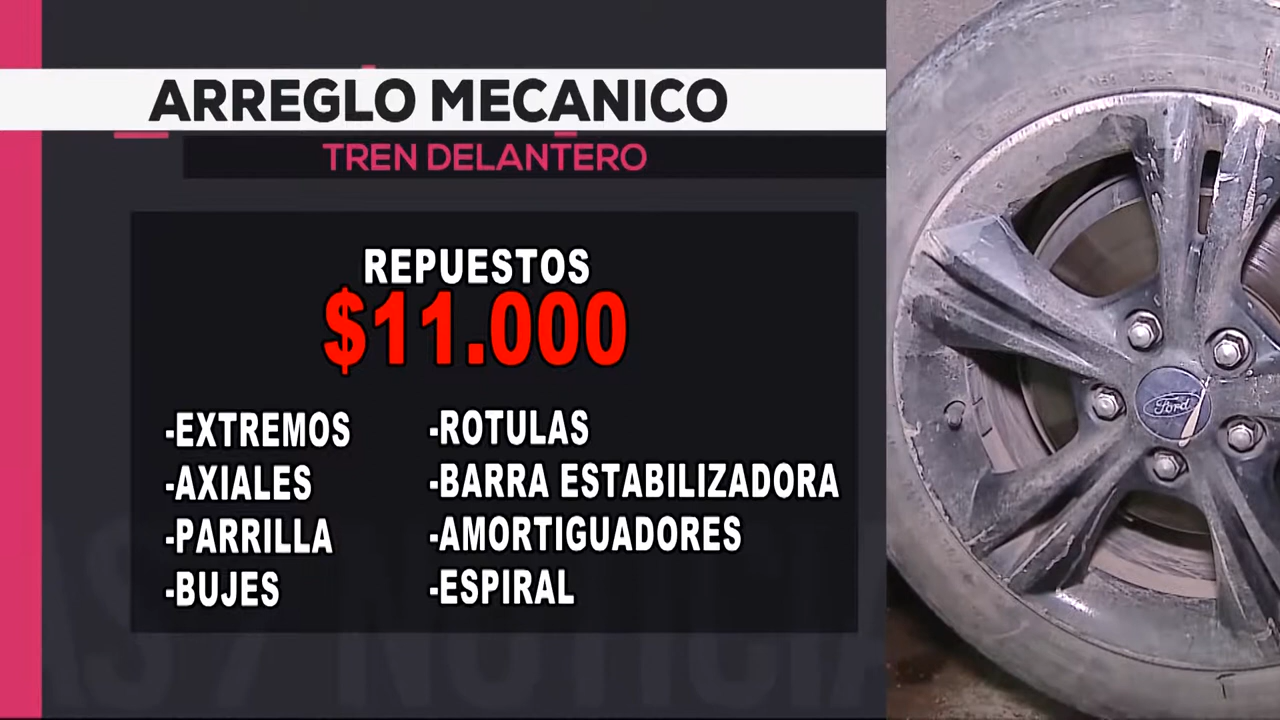 ARREGLO MECANICO
TREN DELANTERO
REPUESTOS
$11.000
-EXTREMOS
-AXIALES
-PARRILLA
-BUJES
-ROTULAS
-BARRA ESTABILIZADORA
-AMORTIGUADORES
-ESPIRAL
Ford